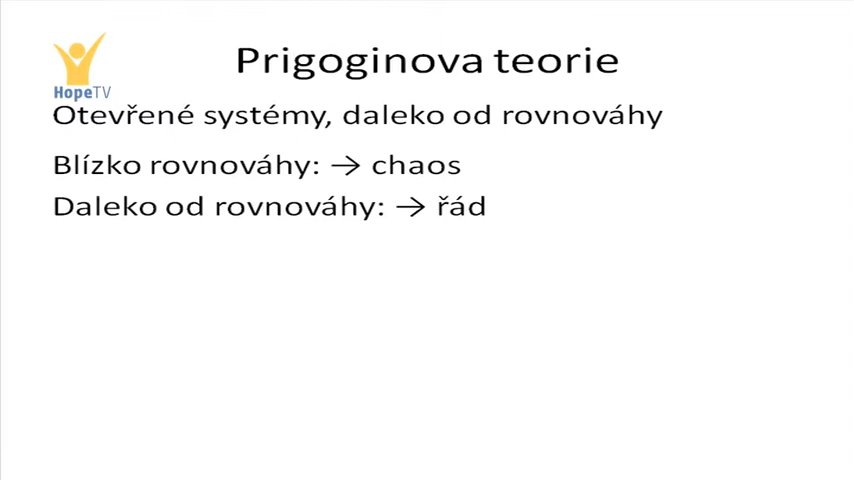 Prigoginova teorie
HopeTV
Otevřené systémy, daleko od rovnováhy
Blízko rovnováhy: → chaos
Daleko od rovnováhy: → řád